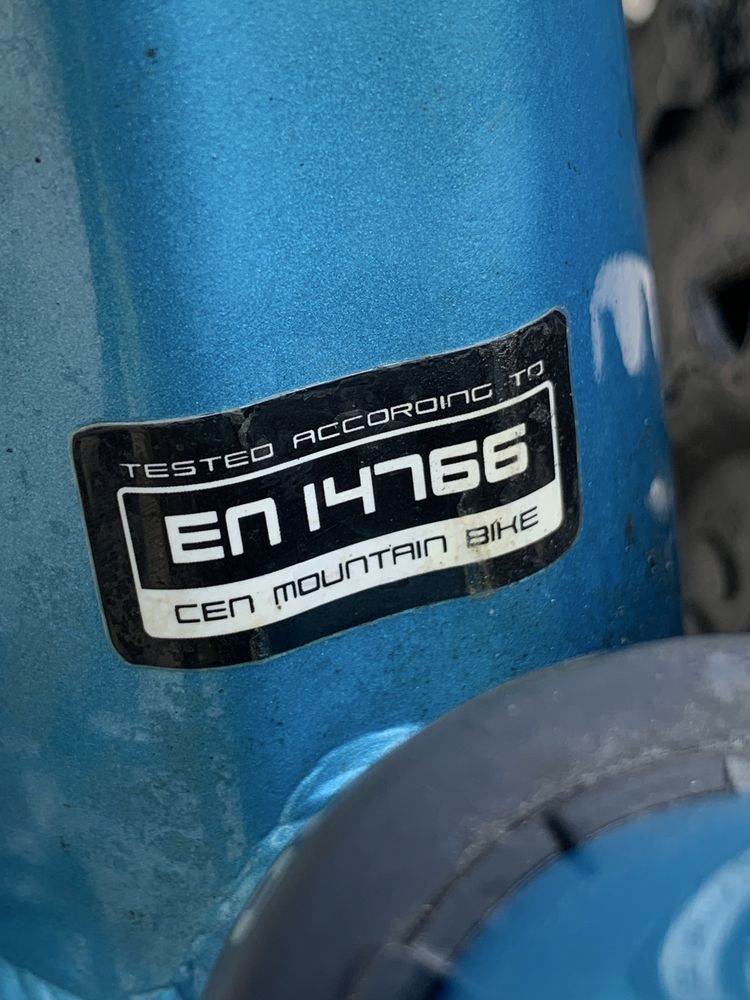 TESTED ACCORDING TO
EN 14766
CEN MOUNTAIN BIKE